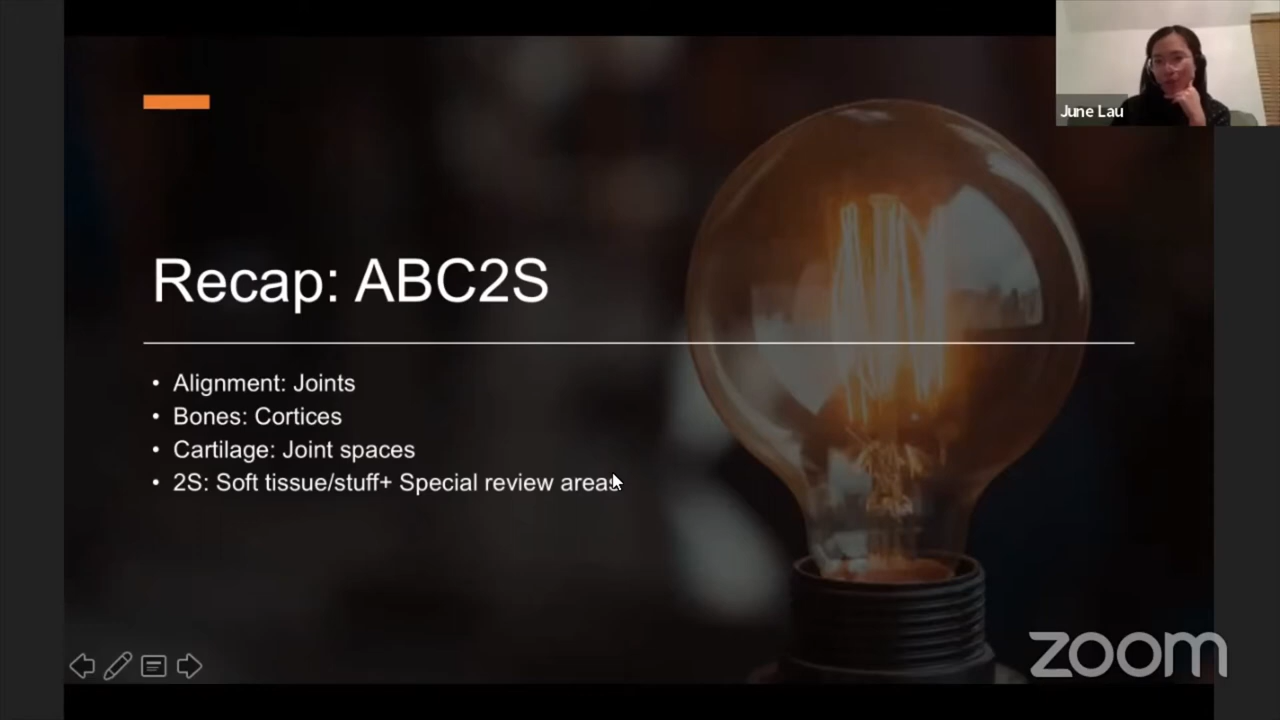 June Lau
Recap: ABC2S
• Alignment: Joints
• Bones: Cortices
• Cartilage: Joint spaces
• 2S: Soft tissue/stuff+ Special review areas
zoom